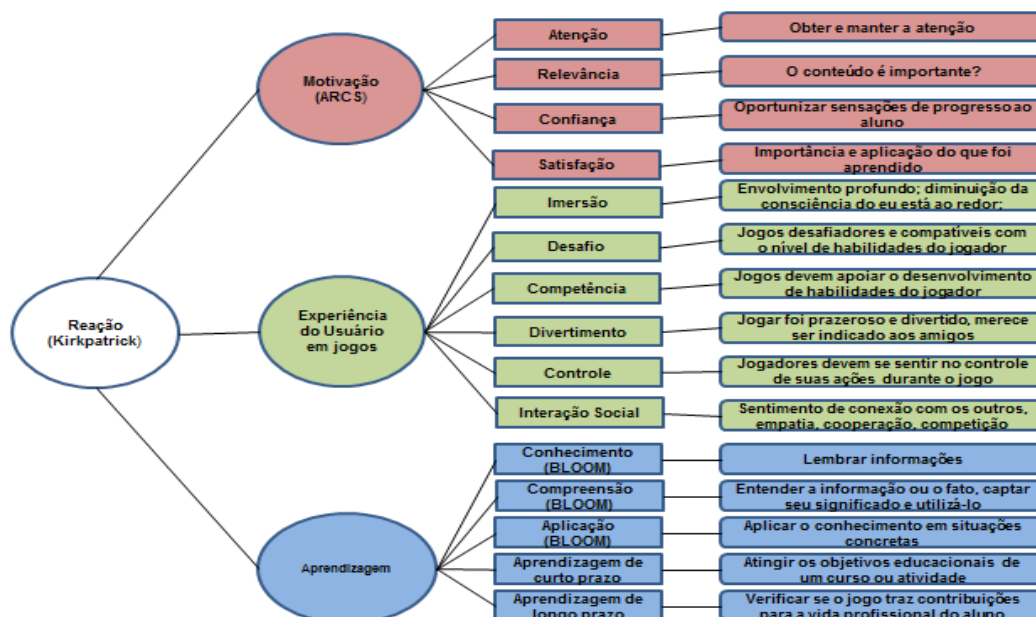 Reação
(Kirkpatrick)
Motivação
(ARCS)
Atenção
Obter e manter a atenção
Relevância
O conteúdo é importante?
Confiança
Oportunizar sensações de progresso ao
aluno
Satisfação
Importância e aplicação do que foi
aprendido
Experiência
do Usuário
em jogos
Imersão
Envolvimento profundo; diminuição da
consciência do eu está ao redor;
Desafio
Jogos desafiadores e compatíveis com
o nível de habilidades do jogador
Competência
Jogos devem apoiar o desenvolvimento
de habilidades do jogador
Divertimento
Jogar foi prazeroso e divertido, merece
ser indicado aos amigos
Controle
Jogadores devem se sentir no controle
de suas ações durante o jogo
Interação Social
Sentimento de conexão com os outros,
empatia, cooperação, competição
Aprendizagem
Conhecimento
(BLOOM)
Lembrar informações
Compreensão
(BLOOM)
Entender a informação ou o fato, captar
seu significado e utilizá-lo
Aplicação
(BLOOM)
Aplicar o conhecimento em situações
concretas
Aprendizagem de
curto prazo
Atingir os objetivos educacionais de
um curso ou atividade
Aprendizagem de
longo prazo
Verificar se o jogo traz contribuições
para a vida profissional do aluno